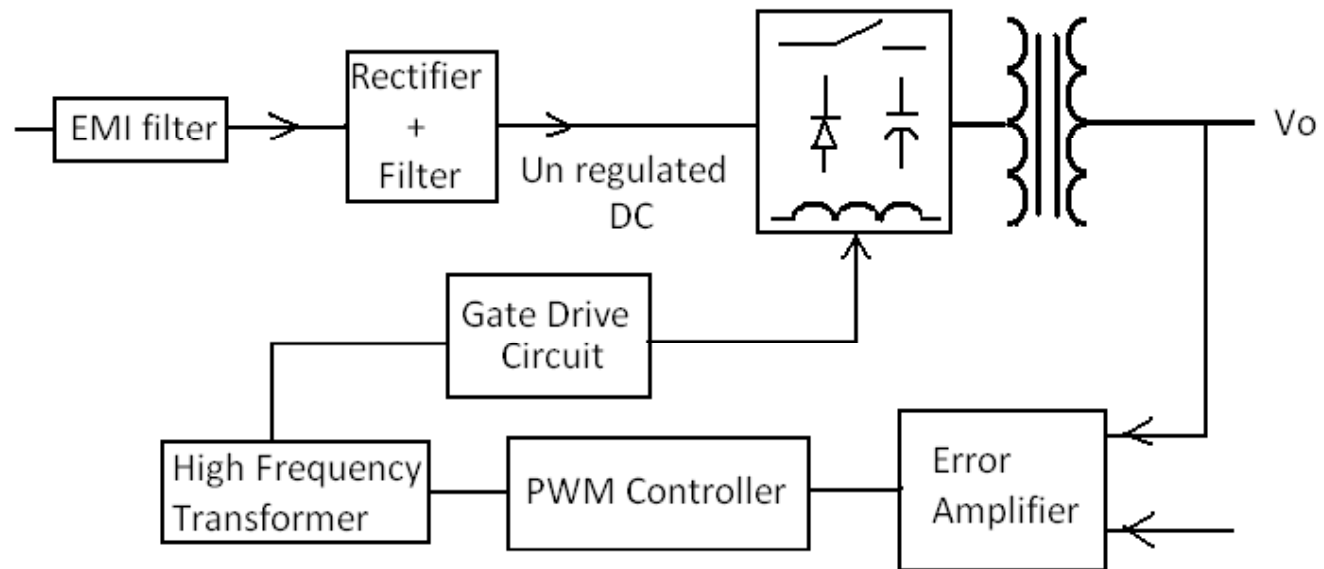 EMI filter
Rectifier
+
Filter
Un regulated
DC
Vo
Gate Drive
Circuit
High Frequency
Transformer
PWM Controller
Error
Amplifier